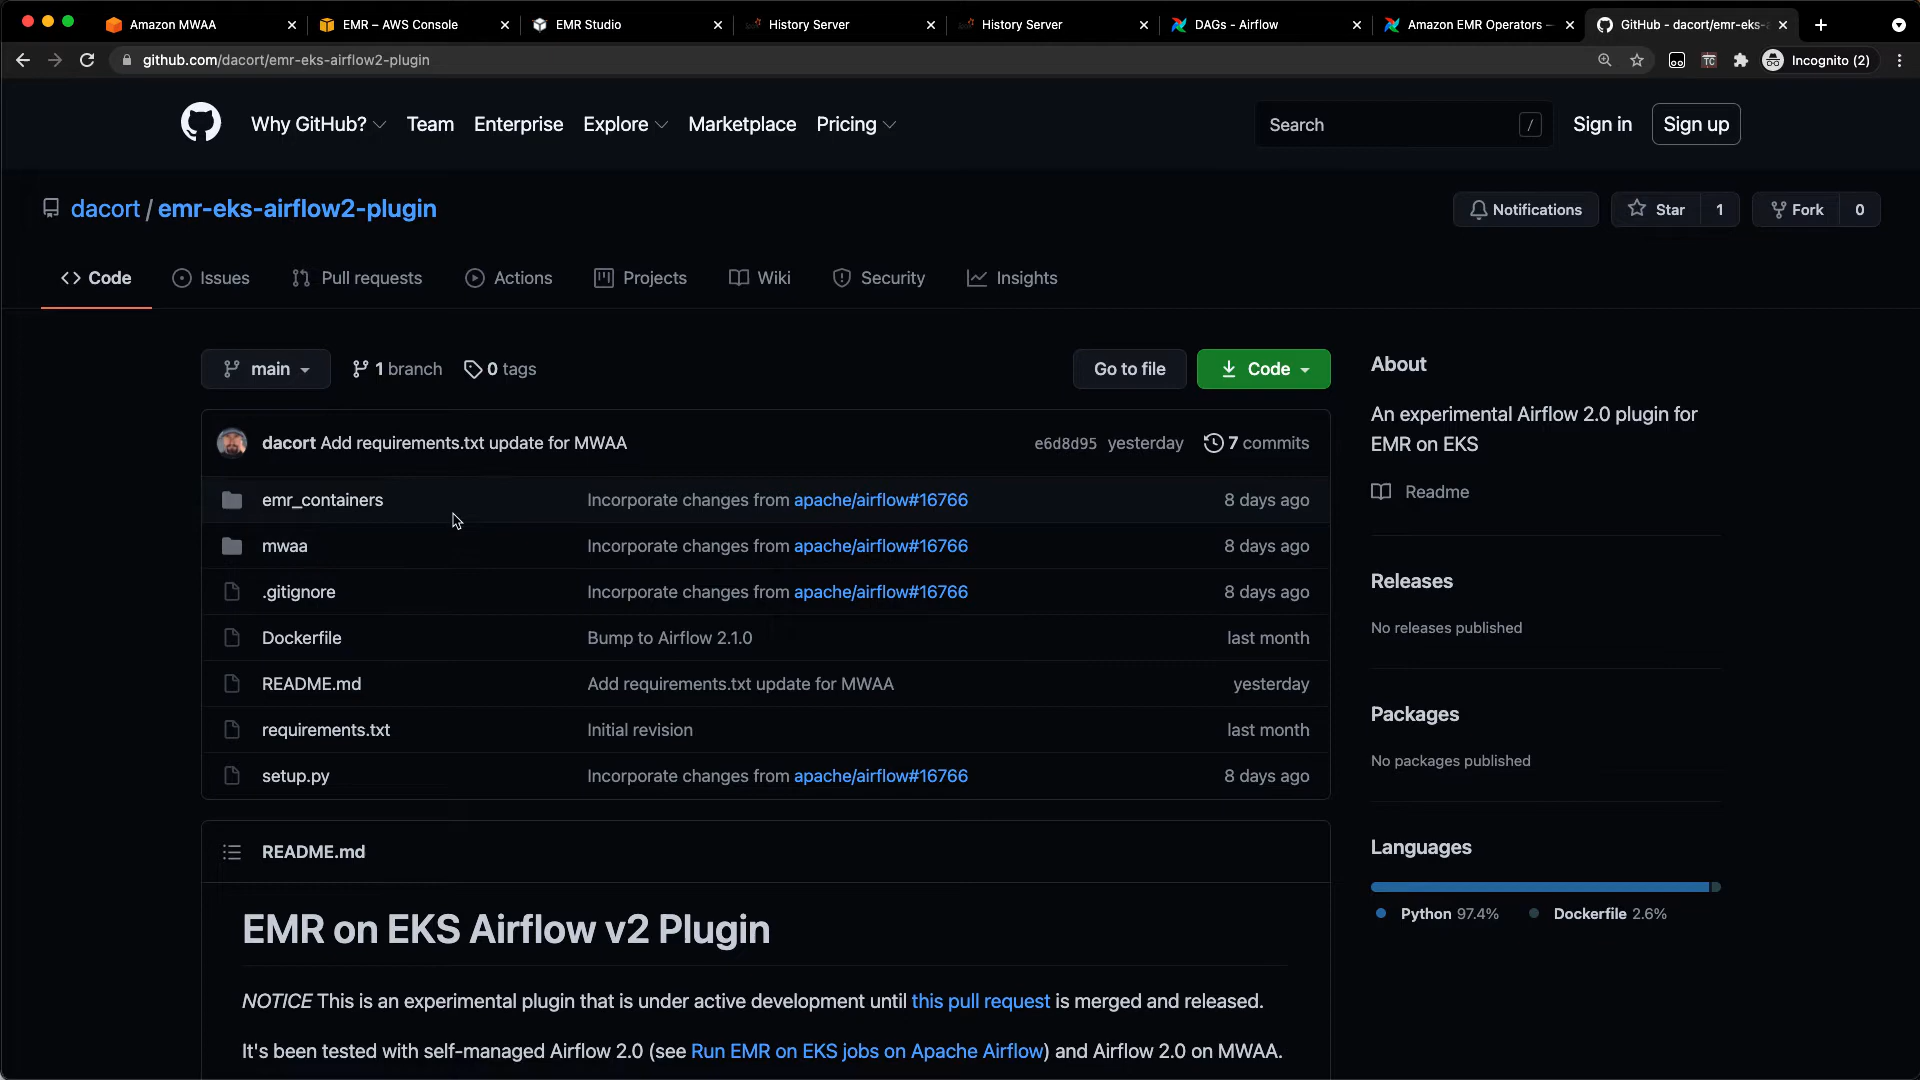 Amazon MWAA
EMR – AWS Console
EMR Studio
History Server
History Server
DAGs - Airflow
Amazon EMR Operators —
GitHub - dacort/emr-eks-a
github.com/dacort/emr-eks-airflow2-plugin
TC
Incognito (2)
Why GitHub?
Team
Enterprise
Explore
Marketplace
Pricing
Search
/
Sign in
Sign up
dacort / emr-eks-airflow2-plugin
Notifications
Star 1
Fork 0
Code
Issues
Pull requests
Actions
Projects
Wiki
Security
Insights
main
1 branch
0 tags
Go to file
Code
dacort Add requirements.txt update for MWAA
e6d8d95 yesterday
7 commits
emr_containers Incorporate changes from apache/airflow#16766 8 days ago
mwaa Incorporate changes from apache/airflow#16766 8 days ago
.gitignore Incorporate changes from apache/airflow#16766 8 days ago
Dockerfile Bump to Airflow 2.1.0 last month
README.md Add requirements.txt update for MWAA yesterday
requirements.txt Initial revision last month
setup.py Incorporate changes from apache/airflow#16766 8 days ago
README.md
EMR on EKS Airflow v2 Plugin
NOTICE This is an experimental plugin that is under active development until this pull request is merged and released.
It's been tested with self-managed Airflow 2.0 (see Run EMR on EKS jobs on Apache Airflow) and Airflow 2.0 on MWAA.
About
An experimental Airflow 2.0 plugin for
EMR on EKS
Readme
Releases
No releases published
Packages
No packages published
Languages
Python 97.4%
Dockerfile 2.6%